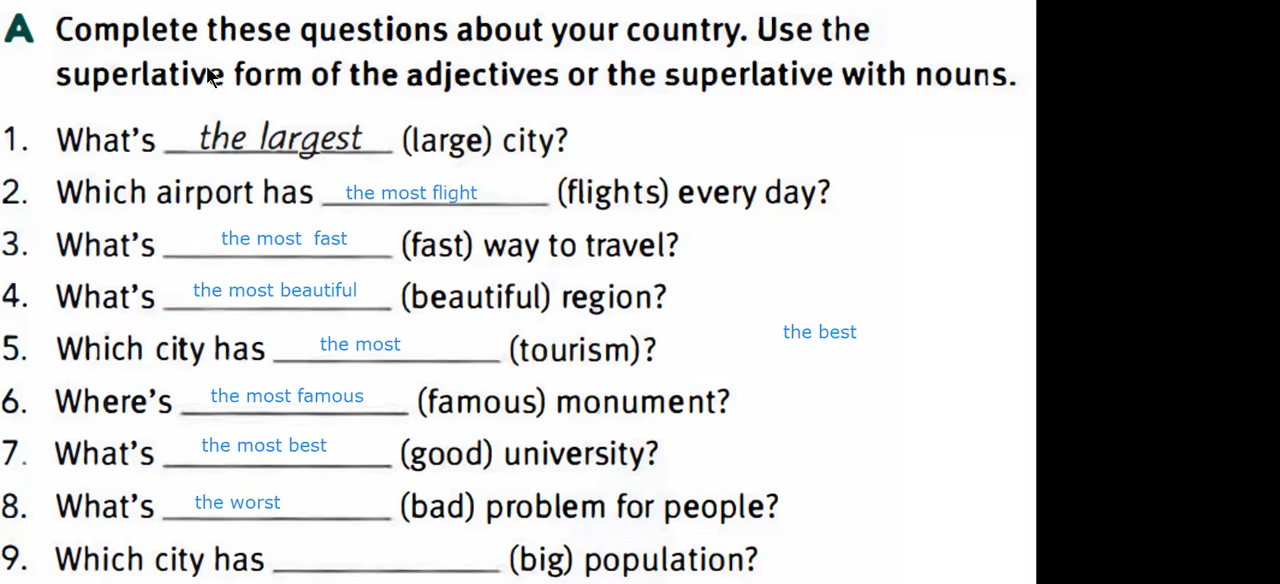 A Complete these questions about your country. Use the
superlative form of the adjectives or the superlative with nouns.
1. What's the largest (large) city?
2. Which airport has the most flight (flights) every day?
3. What's the most fast (fast) way to travel?
4. What's the most beautiful (beautiful) region?
the best
5. Which city has the most (tourism)?
6. Where's the most famous (famous) monument?
7. What's the most best (good) university?
8. What's the worst (bad) problem for people?
9. Which city has ____________ (big) population?